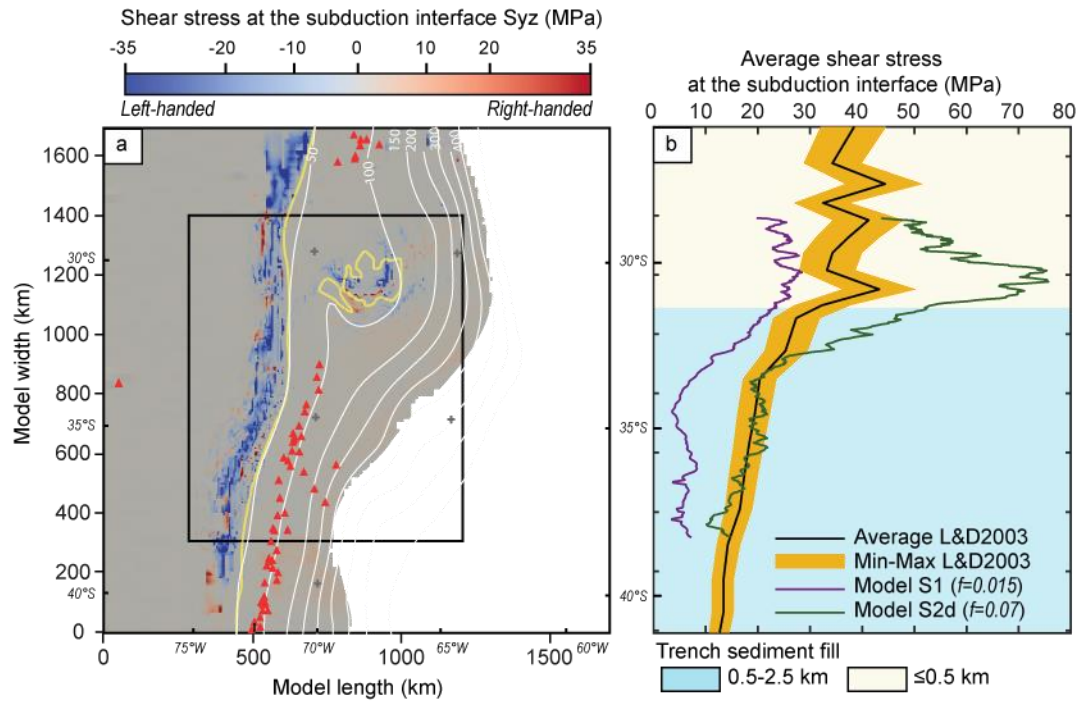 Shear stress at the subduction interface Syz (MPa)
-35 -20 -10 0 10 20 35
Left-handed Right-handed
a
1600
1400
30°S
1200
1000
800
35°S
600
400
200
40°S
0
Model width (km)
50
100
150
200
300
400
0 75°W 500 70°W 1000 65°W 1500 60°W
Model length (km)
Average shear stress
at the subduction interface (MPa)
0 10 20 30 40 50 60 70 80
b
30°S
35°S
40°S
Average L&D2003
Min-Max L&D2003
Model S1 (f=0.015)
Model S2d (f=0.07)
Trench sediment fill
0.5-2.5 km ≤0.5 km